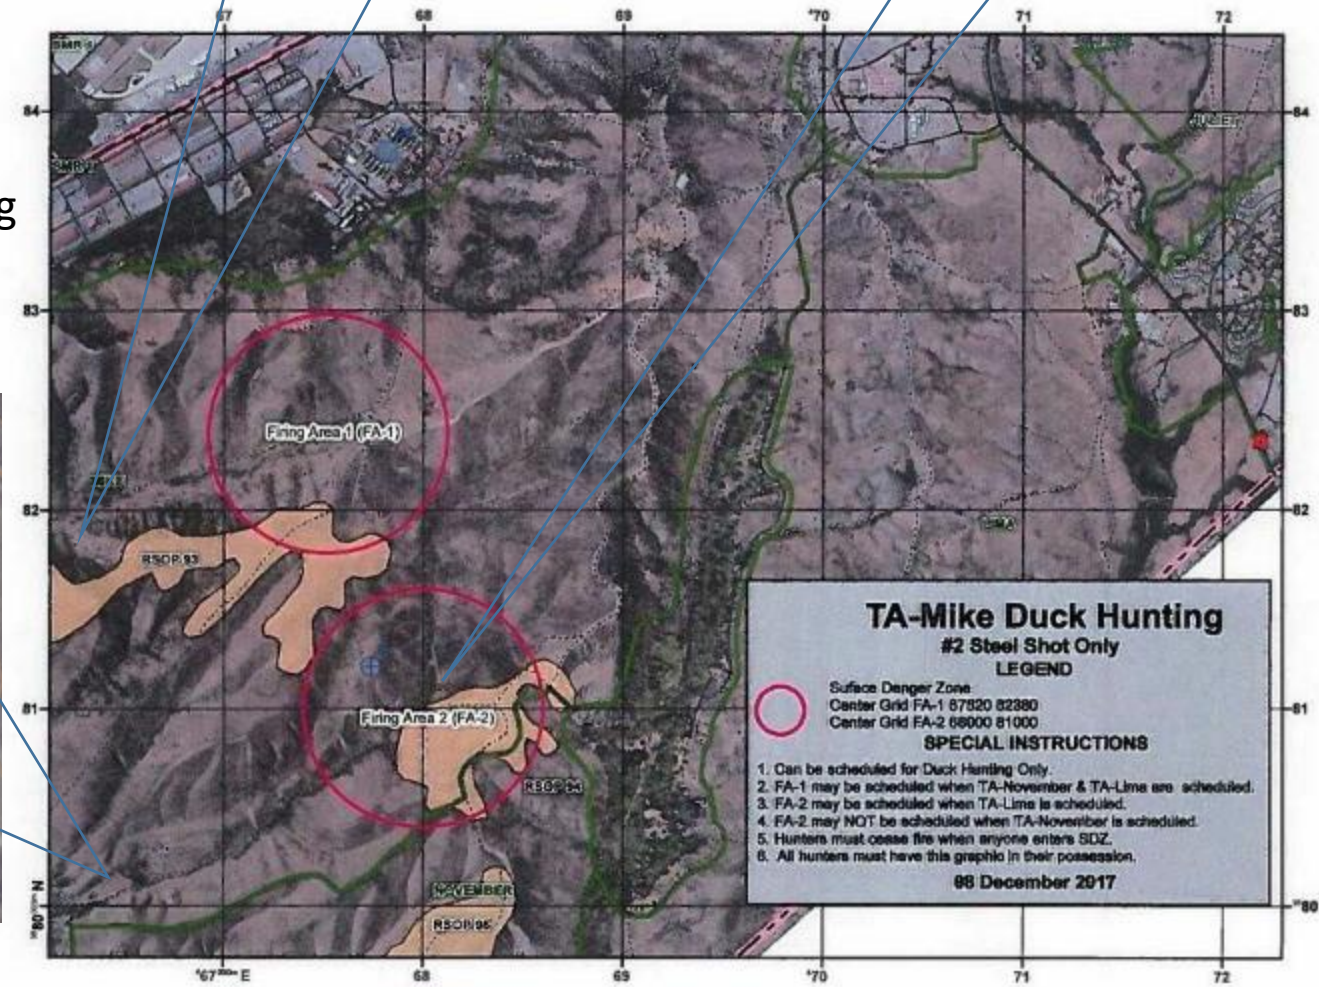 67 68 69 ⁴70 71 72
84 84
JULIET
g
83 83
Firing Area 1 (FA-1)
82 82
RSOP 93
TA-Mike Duck Hunting
#2 Steel Shot Only
LEGEND
Suface Danger Zone
Center Grid FA-1 67520 82380
Center Grid FA-2 68000 81000
SPECIAL INSTRUCTIONS
1. Can be scheduled for Duck Hunting Only.
2. FA-1 may be scheduled when TA-November & TA-Lima are scheduled.
3. FA-2 may be scheduled when TA-Lima is scheduled.
4. FA-2 may NOT be scheduled when TA-November is scheduled.
5. Hunters must cease fire when anyone enters SDZ.
6. All hunters must have this graphic in their possession.
08 December 2017
81 81
Firing Area 2 (FA-2)
RSOP 94
NOVEMBER
80
RSOP 95
68 69 ⁴70 71 72